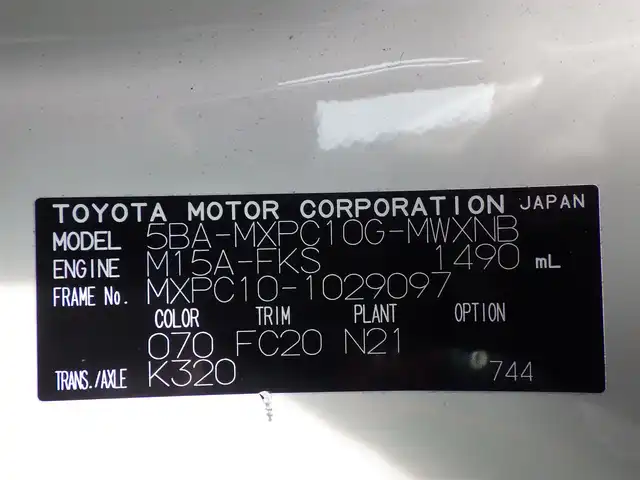 TOYOTA MOTOR CORPORATION JAPAN
MODEL 5BA-MXPC10G-MWXNB
ENGINE M15A-FKS 1490 mL
FRAME No. MXPC10-1029097
COLOR TRIM PLANT OPTION
070 FC20 N21
TRANS./AXLE K320 744